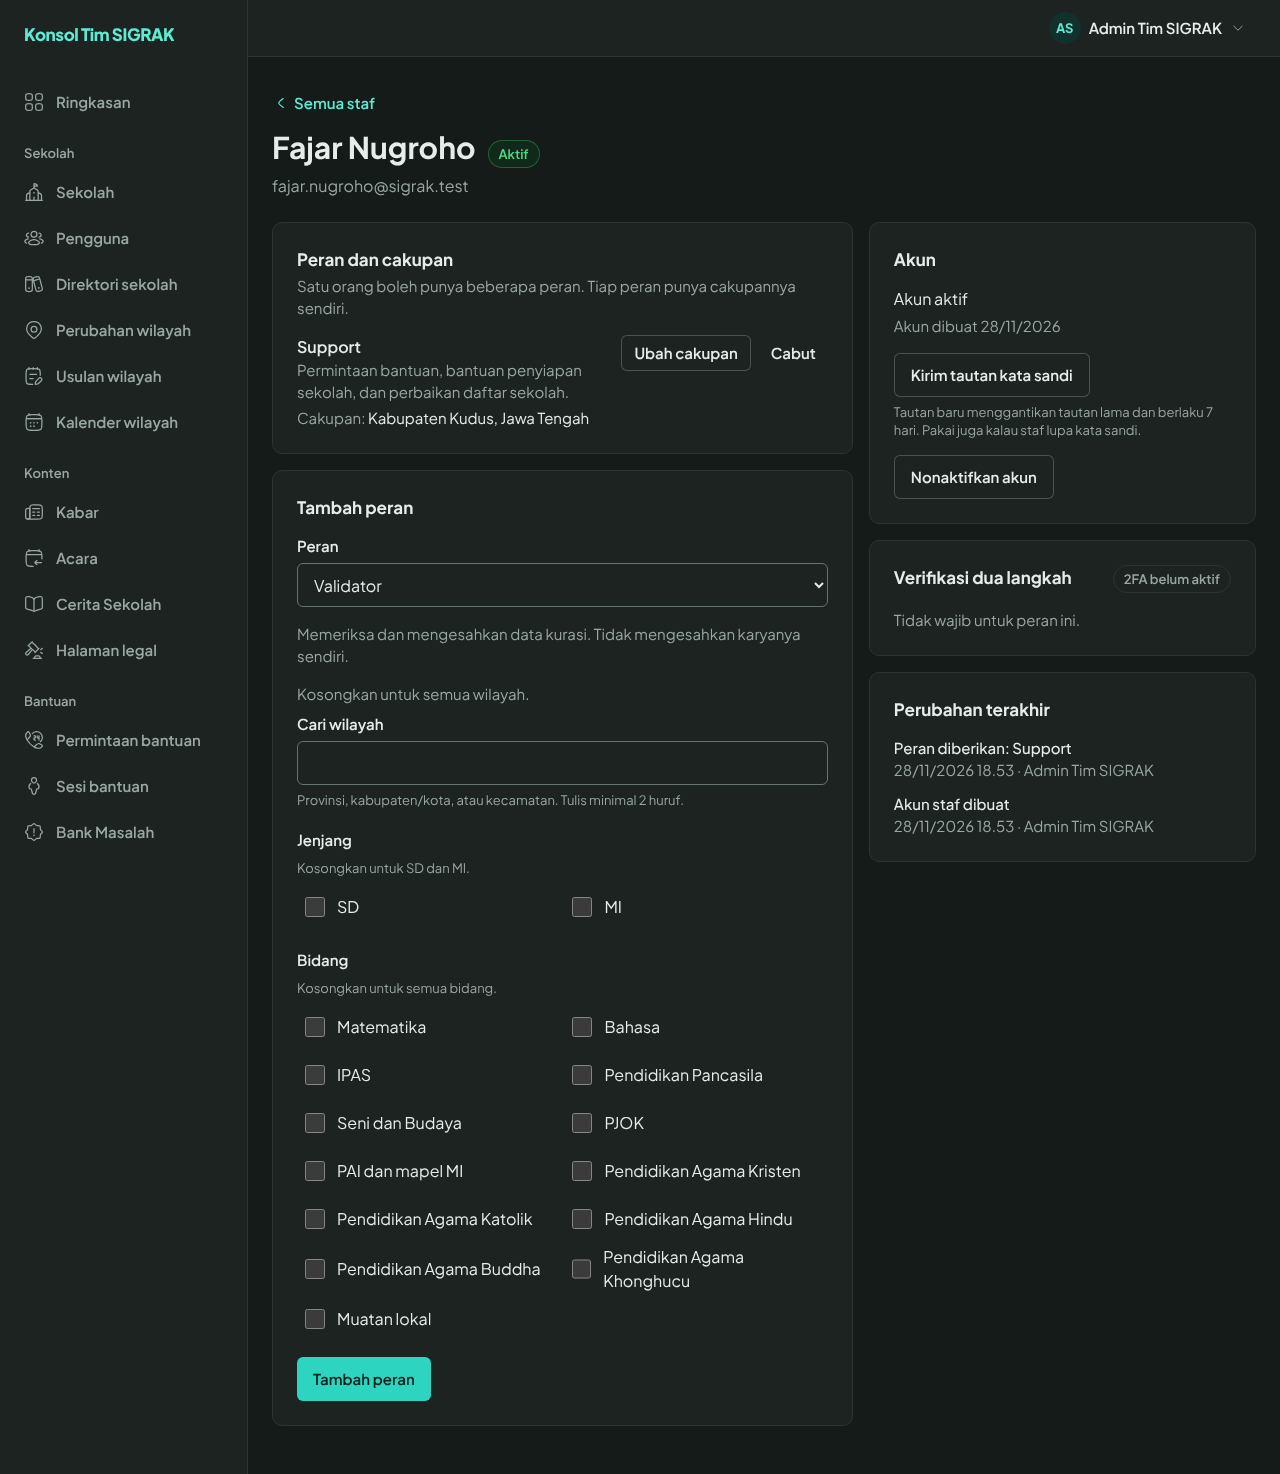 Konsol Tim SIGRAK
Ringkasan
Sekolah
Sekolah
Pengguna
Direktori sekolah
Perubahan wilayah
Usulan wilayah
Kalender wilayah
Konten
Kabar
Acara
Cerita Sekolah
Halaman legal
Bantuan
Permintaan bantuan
Sesi bantuan
Bank Masalah
AS Admin Tim SIGRAK
Semua staf
Fajar Nugroho Aktif
fajar.nugroho@sigrak.test
Peran dan cakupan
Satu orang boleh punya beberapa peran. Tiap peran punya cakupannya
sendiri.
Support
Permintaan bantuan, bantuan penyiapan
sekolah, dan perbaikan daftar sekolah.
Cakupan: Kabupaten Kudus, Jawa Tengah
Ubah cakupan Cabut
Tambah peran
Peran
Validator
Memeriksa dan mengesahkan data kurasi. Tidak mengesahkan karyanya
sendiri.
Kosongkan untuk semua wilayah.
Cari wilayah
Provinsi, kabupaten/kota, atau kecamatan. Tulis minimal 2 huruf.
Jenjang
Kosongkan untuk SD dan MI.
SD MI
Bidang
Kosongkan untuk semua bidang.
Matematika Bahasa
IPAS Pendidikan Pancasila
Seni dan Budaya PJOK
PAI dan mapel MI Pendidikan Agama Kristen
Pendidikan Agama Katolik Pendidikan Agama Hindu
Pendidikan Agama Buddha Pendidikan Agama
Khonghucu
Muatan lokal
Tambah peran
Akun
Akun aktif
Akun dibuat 28/11/2026
Kirim tautan kata sandi
Tautan baru menggantikan tautan lama dan berlaku 7
hari. Pakai juga kalau staf lupa kata sandi.
Nonaktifkan akun
Verifikasi dua langkah 2FA belum aktif
Tidak wajib untuk peran ini.
Perubahan terakhir
Peran diberikan: Support
28/11/2026 18.53 · Admin Tim SIGRAK
Akun staf dibuat
28/11/2026 18.53 · Admin Tim SIGRAK